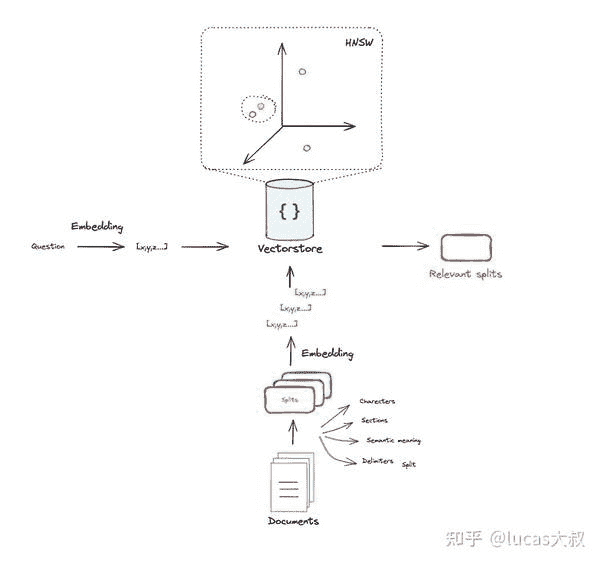 HNSW
{}
Embedding
Question
[x,y,z...]
Vectorstore
Relevant splits
[x,y,z...]
[x,y,z...]
[x,y,z...]
Embedding
Splits
Charecters
Sections
Semantic meaning
Delimiters Split
Documents
知乎 @lucas大叔